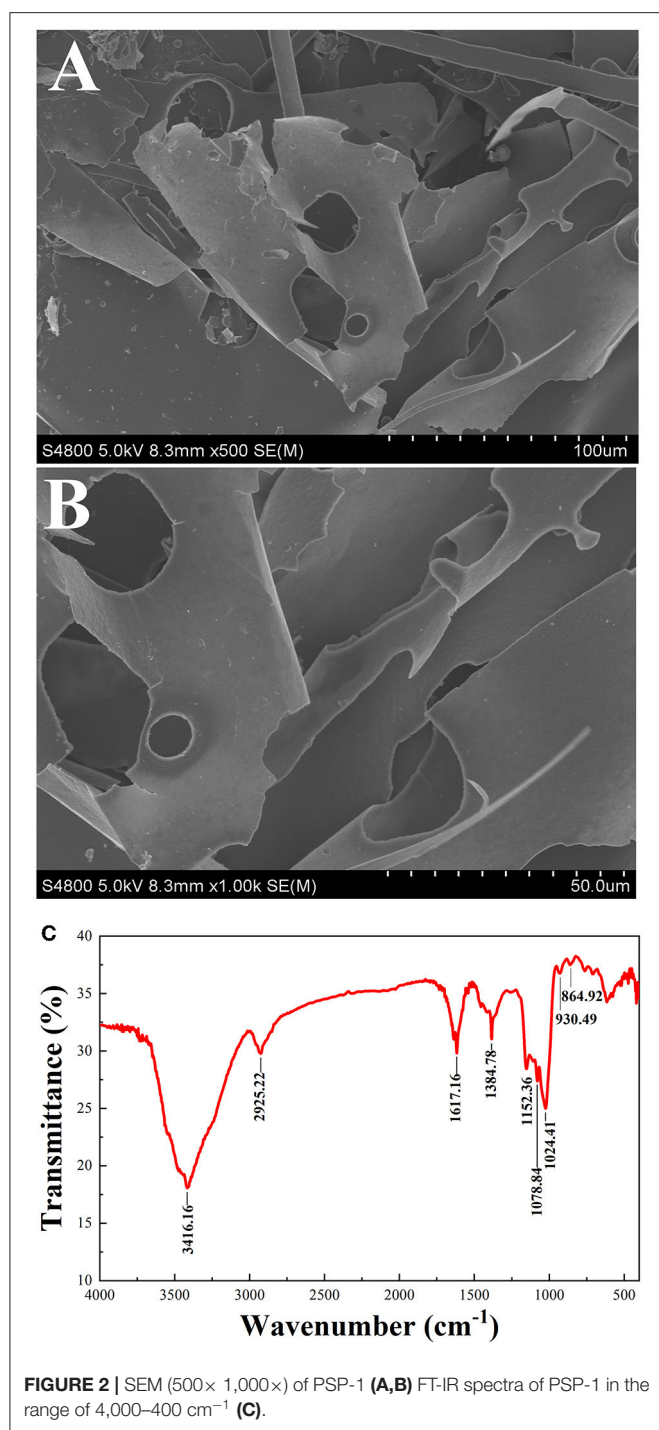 A
S4800 5.0kV 8.3mm x500 SE(M) 100um
B
S4800 5.0kV 8.3mm x1.00k SE(M) 50.0um
C
40
35
30
25
20
15
10
Transmittance (%)
3416.16
2925.22
1617.16
1384.78
1152.36
1078.84
1024.41
930.49
864.92
4000 3500 3000 2500 2000 1500 1000 500
Wavenumber (cm⁻¹)
FIGURE 2 | SEM (500× 1,000×) of PSP-1 (A,B) FT-IR spectra of PSP-1 in the
range of 4,000–400 cm⁻¹ (C).